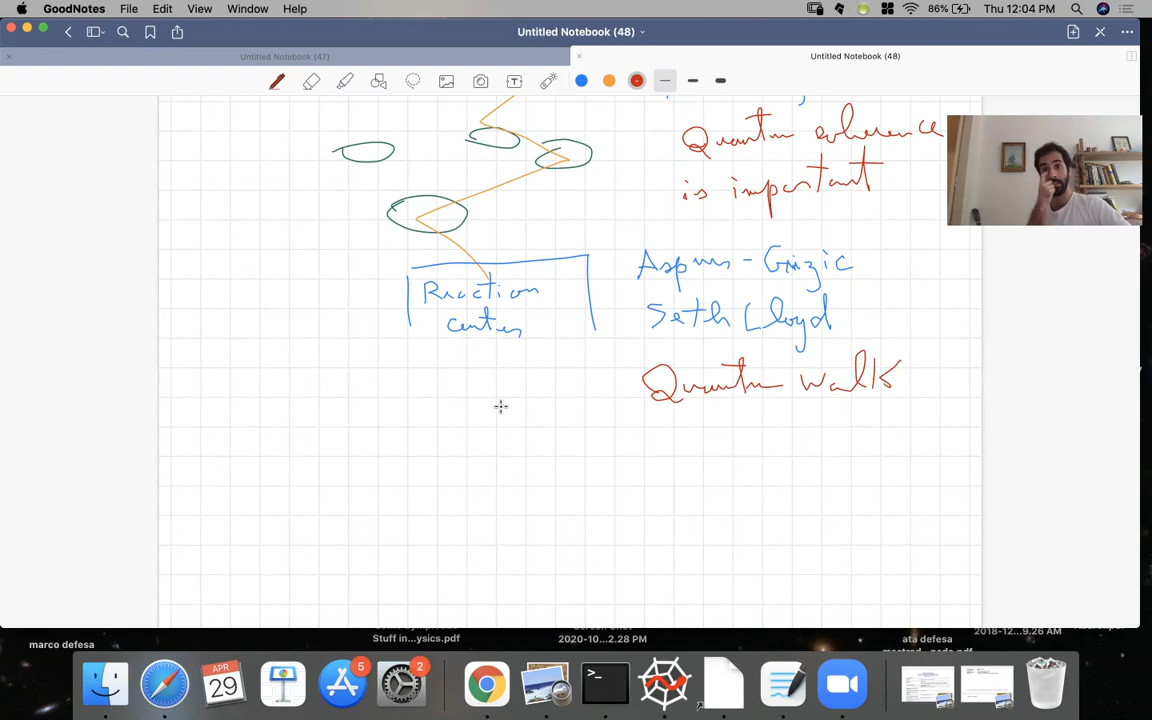 GoodNotes File Edit View Window Help 86% Thu 12:04 PM
Untitled Notebook (48)
Untitled Notebook (47) Untitled Notebook (48)
Quantum coherence
is important
Reaction
center
Aspuru-Guzik
Seth Lloyd
Quantum walk
marco defesa
Stuff in...ysics.pdf
2020-10...2.28 PM
ata defesa
2018-12...9.26 AM
APR
29
5
2